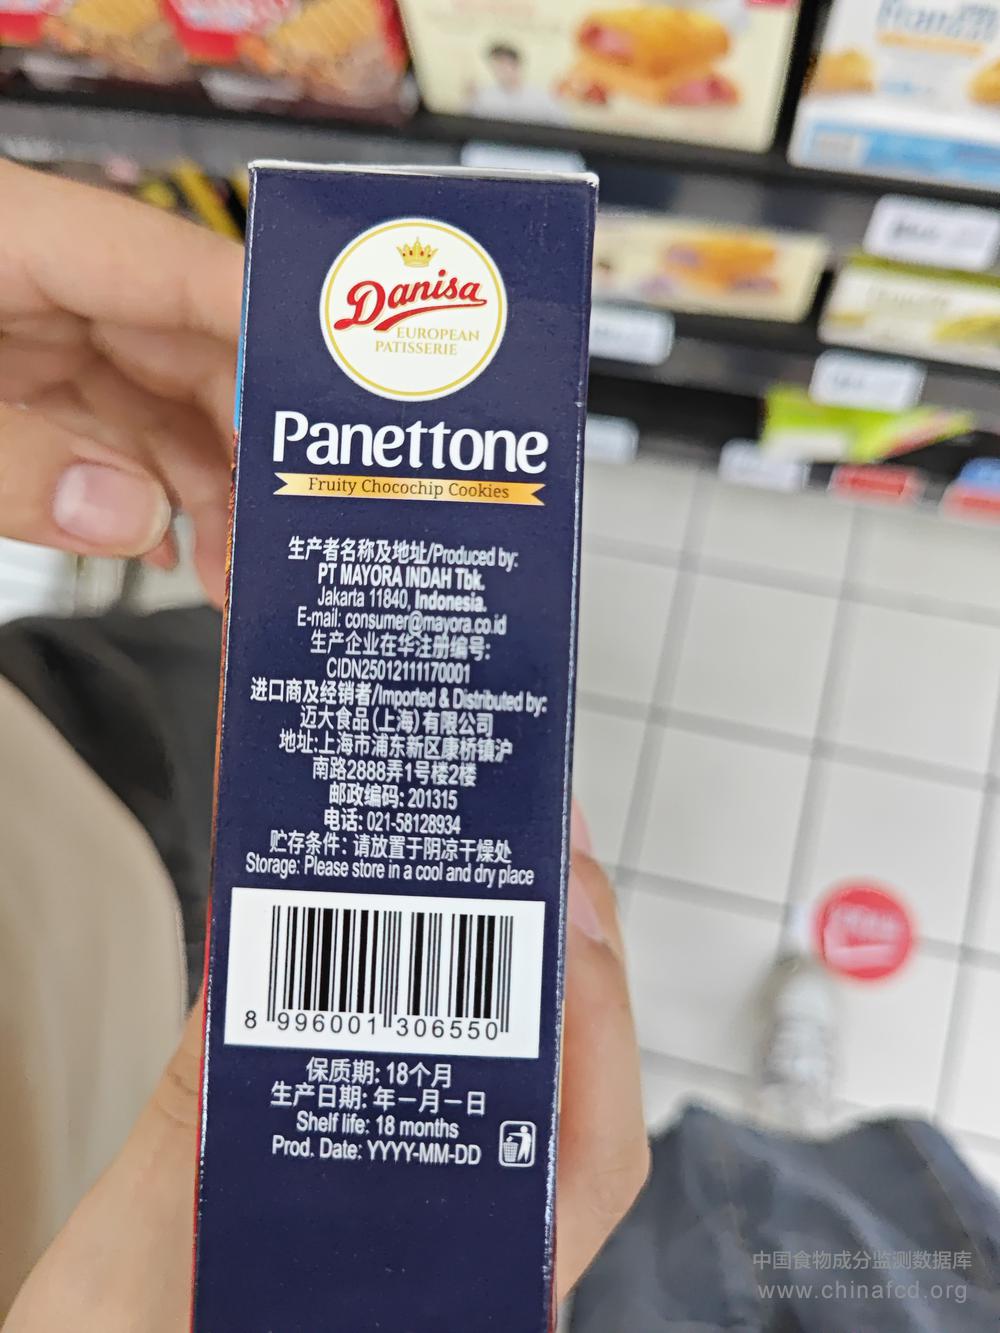 Danisa
EUROPEAN
PATISSERIE
Panettone
Fruity Chocochip Cookies
生产者名称及地址/Produced by:
PT MAYORA INDAH Tbk.
Jakarta 11840, Indonesia.
E-mail: consumer@mayora.co.id
生产企业在华注册编号:
CIDN25012111170001
进口商及经销者/Imported & Distributed by:
迈大食品(上海)有限公司
地址:上海市浦东新区康桥镇沪
南路2888弄1号楼2楼
邮政编码: 201315
电话: 021-58128934
贮存条件: 请放置于阴凉干燥处
Storage: Please store in a cool and dry place
8 996001 306550
保质期: 18个月
生产日期: 年—月—日
Shelf life: 18 months
Prod. Date: YYYY-MM-DD
中国食物成分监测数据库
www.chinafcd.org